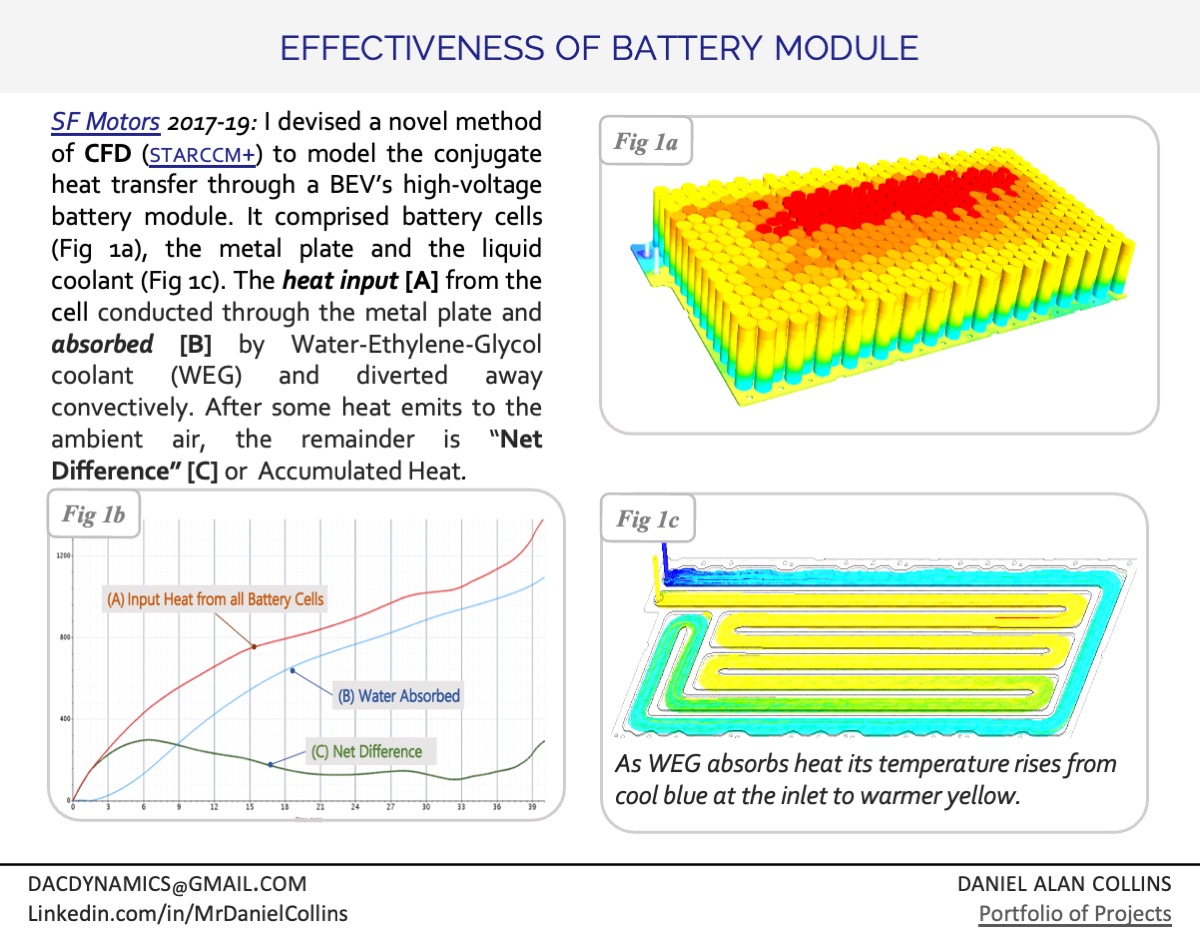 EFFECTIVENESS OF BATTERY MODULE
SF Motors 2017-19: I devised a novel method
of CFD (STARCCM+) to model the conjugate
heat transfer through a BEV’s high-voltage
battery module. It comprised battery cells
(Fig 1a), the metal plate and the liquid
coolant (Fig 1c). The heat input [A] from the
cell conducted through the metal plate and
absorbed [B] by Water-Ethylene-Glycol
coolant (WEG) and diverted away
convectively. After some heat emits to the
ambient air, the remainder is “Net
Difference” [C] or Accumulated Heat.
Fig 1a
Fig 1b
1200
800
400
0
(A) Input Heat from all Battery Cells
(B) Water Absorbed
(C) Net Difference
0 3 6 9 12 15 18 21 24 27 30 33 36 39
Fig 1c
As WEG absorbs heat its temperature rises from
cool blue at the inlet to warmer yellow.
DACDYNAMICS@GMAIL.COM
Linkedin.com/in/MrDanielCollins
DANIEL ALAN COLLINS
Portfolio of Projects